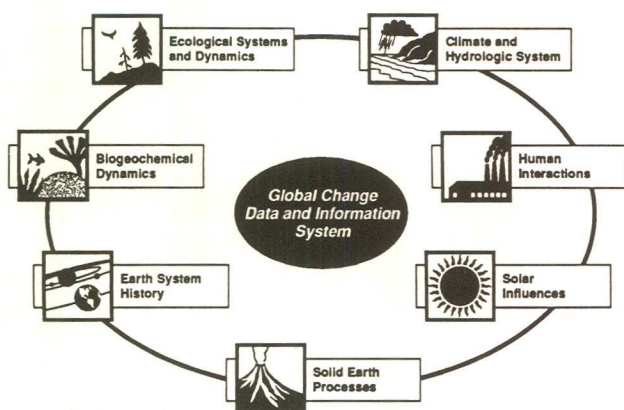 Ecological Systems
and Dynamics
Climate and
Hydrologic System
Biogeochemical
Dynamics
Human
Interactions
Global Change
Data and Information
System
Earth System
History
Solar
Influences
Solid Earth
Processes